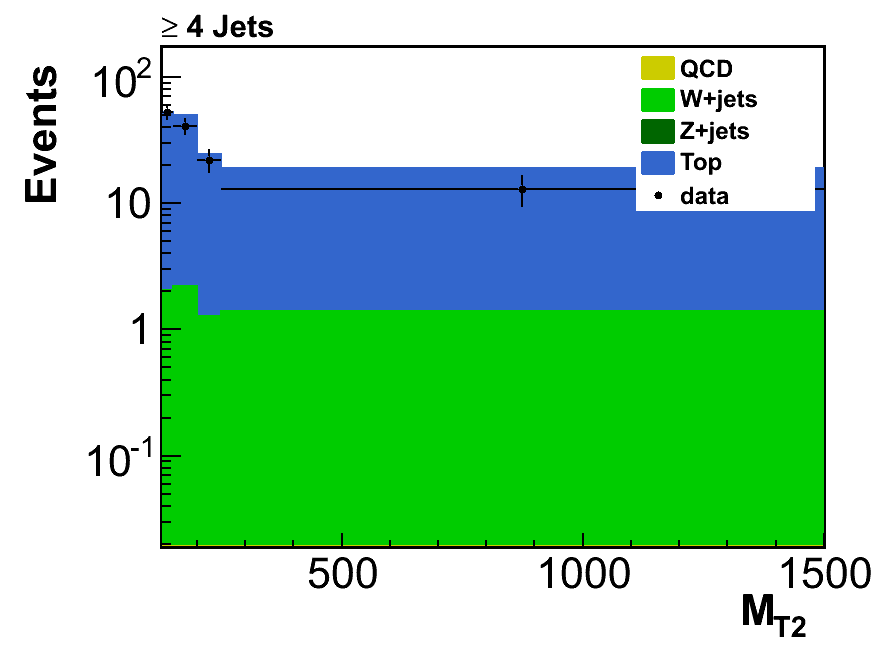 ≥ 4 Jets
Events
10²
10
1
10⁻¹
QCD
W+jets
Z+jets
Top
data
500
1000
1500
M_T2